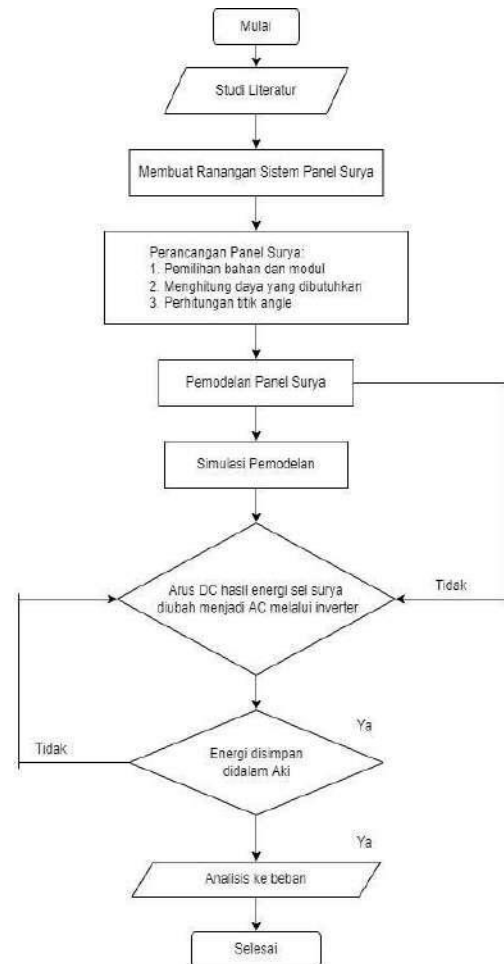 Mulai
Studi Literatur
Membuat Ranangan Sistem Panel Surya
Perancangan Panel Surya:
1. Pemilihan bahan dan modul
2. Menghitung daya yang dibutuhkan
3. Perhitungan titik angle
Pemodelan Panel Surya
Simulasi Pemodelan
Arus DC hasil energi sel surya
diubah menjadi AC melalui inverter
Tidak
Ya
Tidak
Energi disimpan
didalam Aki
Ya
Analisis ke beban
Selesai